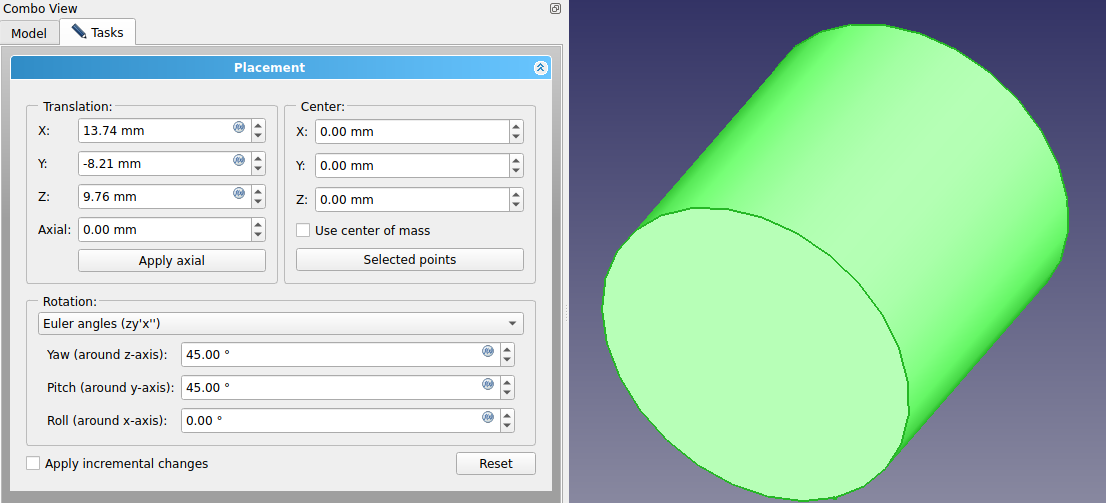 Combo View
Model
Tasks
Placement
Translation:
X: 13.74 mm
Y: -8.21 mm
Z: 9.76 mm
Axial: 0.00 mm
Apply axial
Center:
X: 0.00 mm
Y: 0.00 mm
Z: 0.00 mm
Use center of mass
Selected points
Rotation:
Euler angles (zy'x'')
Yaw (around z-axis): 45.00 °
Pitch (around y-axis): 45.00 °
Roll (around x-axis): 0.00 °
Apply incremental changes
Reset